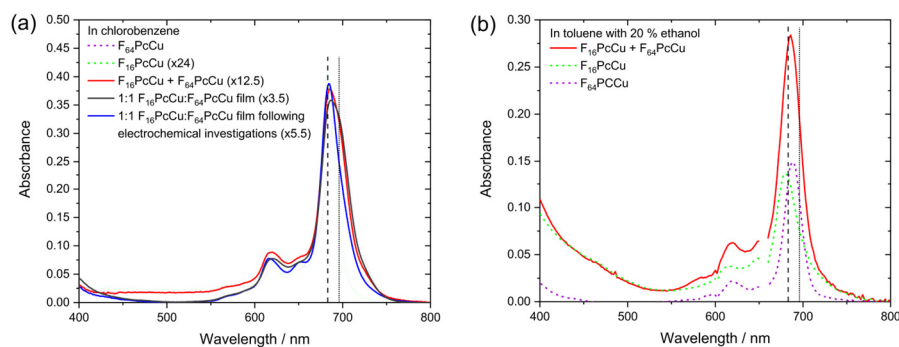 (a)
In chlorobenzene
F₆₄PcCu
F₁₆PcCu (x24)
F₁₆PcCu + F₆₄PcCu (x12.5)
1:1 F₁₆PcCu:F₆₄PcCu film (x3.5)
1:1 F₁₆PcCu:F₆₄PcCu film following
electrochemical investigations (x5.5)
Absorbance
0.50
0.45
0.40
0.35
0.30
0.25
0.20
0.15
0.10
0.05
0.00
400 500 600 700 800
Wavelength / nm
(b)
In toluene with 20 % ethanol
F₁₆PcCu + F₆₄PcCu
F₁₆PcCu
F₆₄PCCu
Absorbance
0.30
0.25
0.20
0.15
0.10
0.05
0.00
400 500 600 700 800
Wavelength / nm